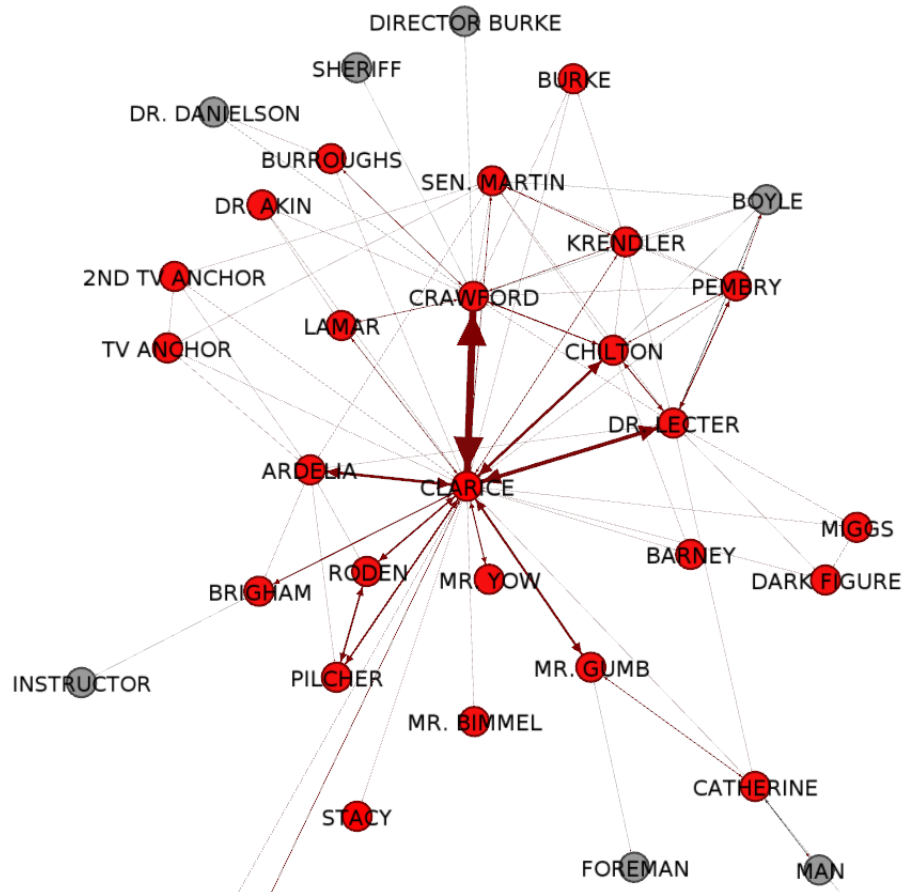 DIRECTOR BURKE
SHERIFF
BURKE
DR. DANIELSON
BURROUGHS
SEN. MARTIN
BOYLE
DR. AKIN
KRENDLER
2ND TV ANCHOR
CRAWFORD
PEMBRY
LAMAR
TV ANCHOR
CHILTON
DR. LECTER
ARDELIA
CLARICE
MIGGS
BARNEY
RODEN
MR. YOW
DARK FIGURE
BRIGHAM
MR. GUMB
PILCHER
INSTRUCTOR
MR. BIMMEL
CATHERINE
STACY
FOREMAN
MAN